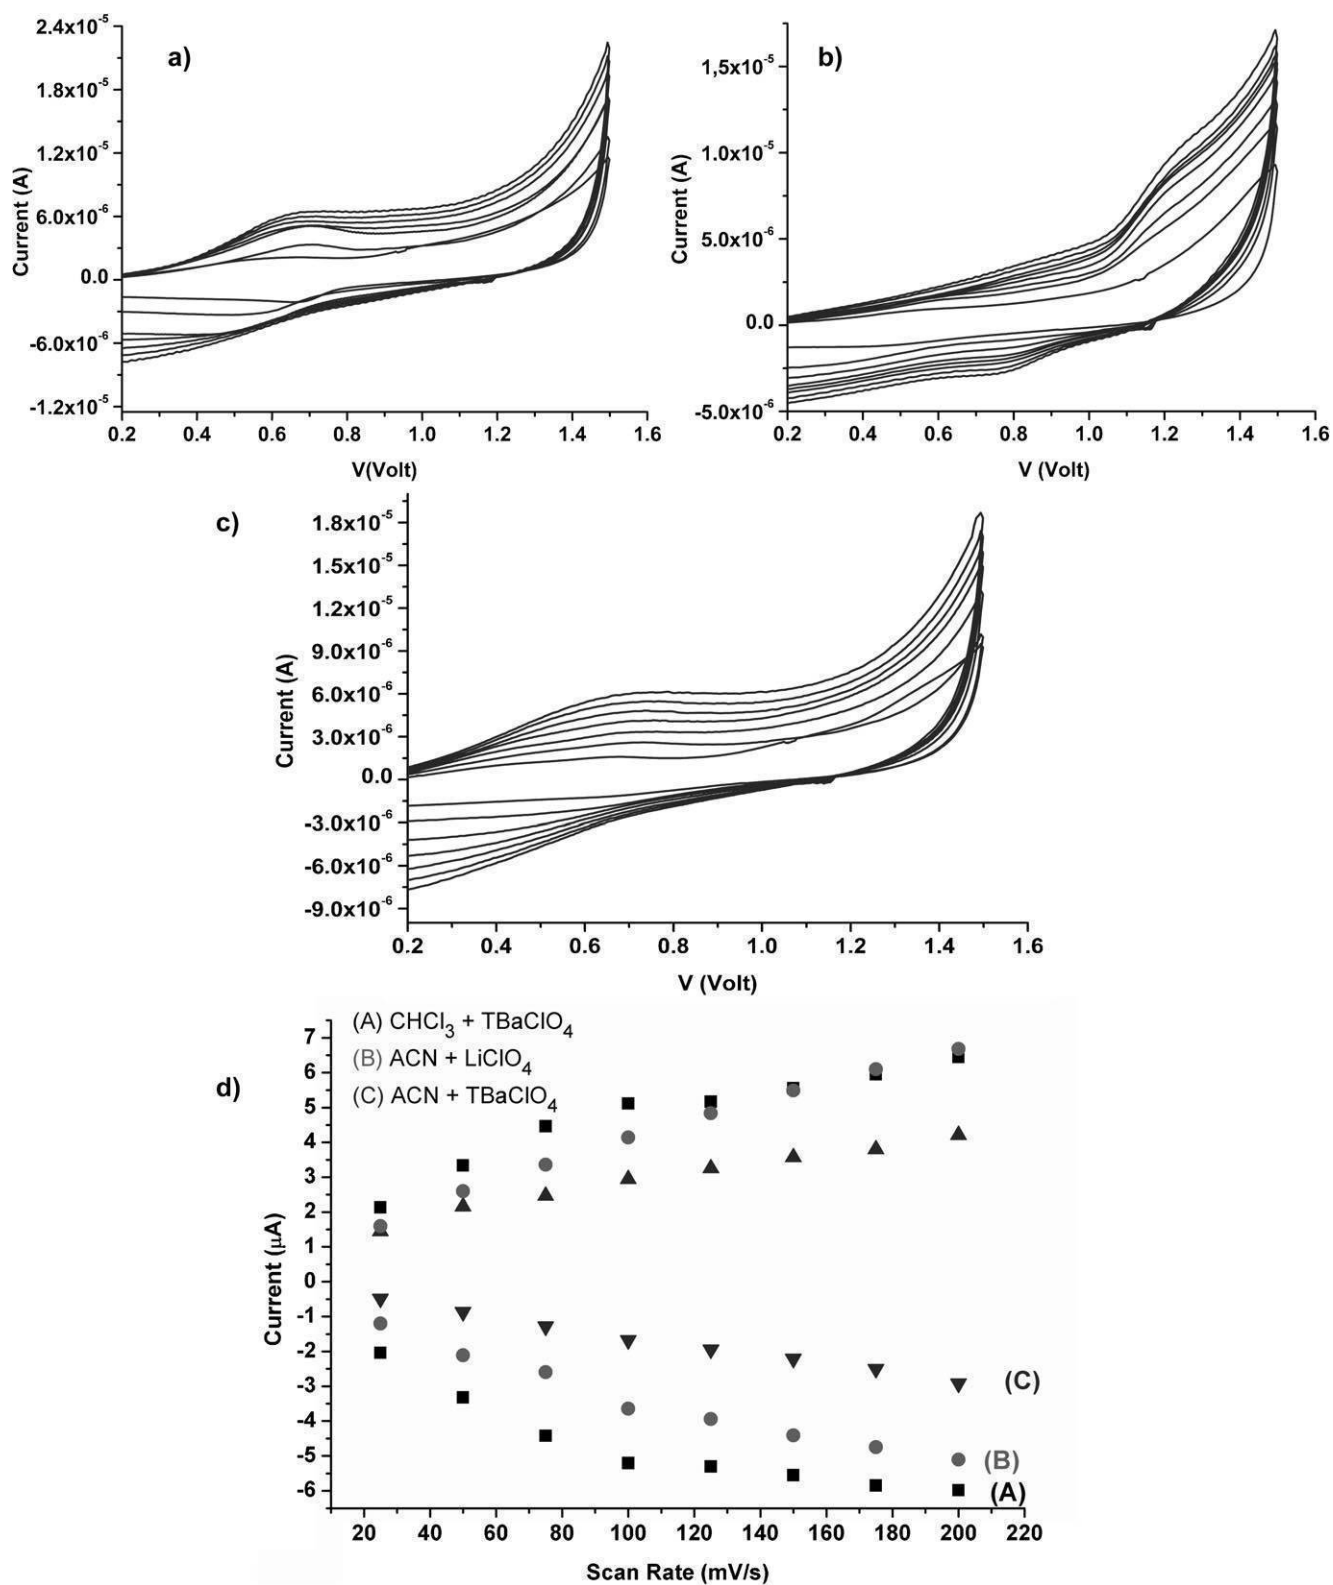 a)
2.4x10⁻⁵
1.8x10⁻⁵
1.2x10⁻⁵
6.0x10⁻⁶
0.0
-6.0x10⁻⁶
-1.2x10⁻⁵
Current (A)
0.2 0.4 0.6 0.8 1.0 1.2 1.4 1.6
V(Volt)
b)
1,5x10⁻⁵
1.0x10⁻⁵
5.0x10⁻⁶
0.0
-5.0x10⁻⁶
Current (A)
0.2 0.4 0.6 0.8 1.0 1.2 1.4 1.6
V (Volt)
c)
1.8x10⁻⁵
1.5x10⁻⁵
1.2x10⁻⁵
9.0x10⁻⁶
6.0x10⁻⁶
3.0x10⁻⁶
0.0
-3.0x10⁻⁶
-6.0x10⁻⁶
-9.0x10⁻⁶
Current (A)
0.2 0.4 0.6 0.8 1.0 1.2 1.4 1.6
V (Volt)
d)
(A) CHCl₃ + TBaClO₄
(B) ACN + LiClO₄
(C) ACN + TBaClO₄
7
6
5
4
3
2
1
0
-1
-2
-3
-4
-5
-6
Current (μA)
(C)
(B)
(A)
20 40 60 80 100 120 140 160 180 200 220
Scan Rate (mV/s)